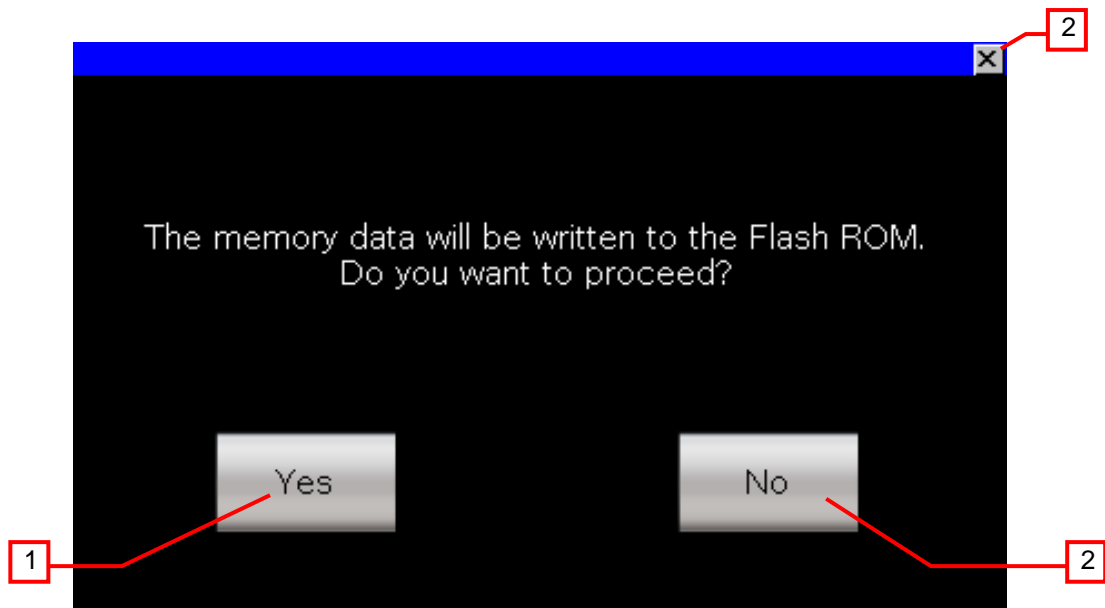 2
The memory data will be written to the Flash ROM.
Do you want to proceed?
Yes
No
1
2